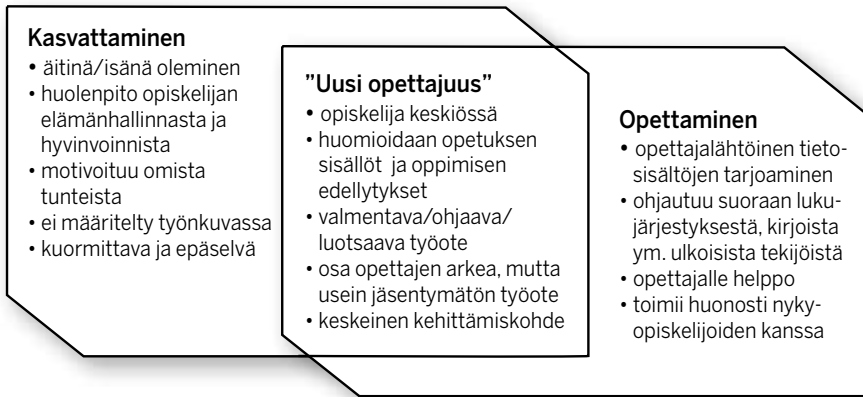 Kasvattaminen
• äitinä/isänä oleminen
• huolenpito opiskelijan
elämänhallinnasta ja
hyvinvoinnista
• motivoituu omista
tunteista
• ei määritelty työnkuvassa
• kuormittava ja epäselvä
"Uusi opettajuus"
• opiskelija keskiössä
• huomioidaan opetuksen
sisällöt ja oppimisen
edellytykset
• valmentava/ohjaava/
luotsaava työote
• osa opettajen arkea, mutta
usein jäsentymätön työote
• keskeinen kehittämiskohde
Opettaminen
• opettajalähtöinen tieto-
sisältöjen tarjoaminen
• ohjautuu suoraan luku-
järjestyksestä, kirjoista
ym. ulkoisista tekijöistä
• opettajalle helppo
• toimii huonosti nyky-
opiskelijoiden kanssa